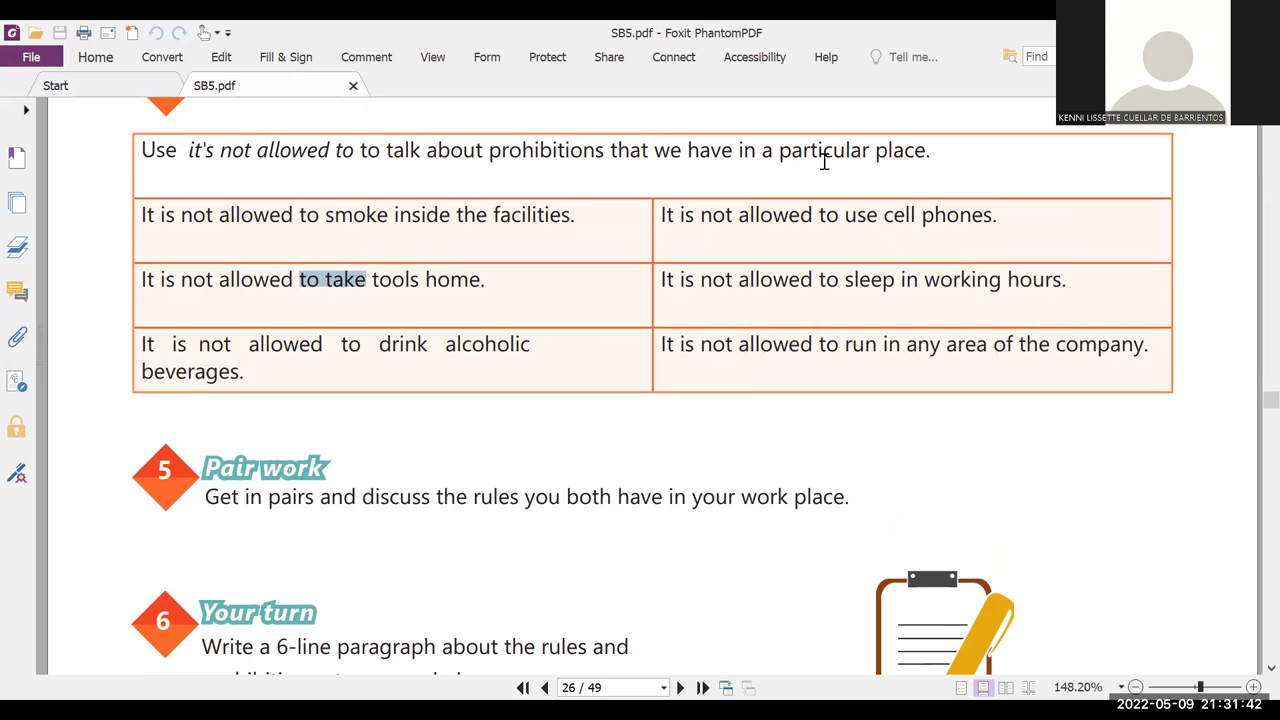 SB5.pdf - Foxit PhantomPDF
File Home Convert Edit Fill & Sign Comment View Form Protect Share Connect Accessibility Help Tell me... Find
Start SB5.pdf
KENNI LISSETTE CUELLAR DE BARRIENTOS
Use it's not allowed to to talk about prohibitions that we have in a particular place.
It is not allowed to smoke inside the facilities.
It is not allowed to use cell phones.
It is not allowed to take tools home.
It is not allowed to sleep in working hours.
It is not allowed to drink alcoholic
beverages.
It is not allowed to run in any area of the company.
5 Pair work
Get in pairs and discuss the rules you both have in your work place.
6 Your turn
Write a 6-line paragraph about the rules and
26 / 49
148.20%
2022-05-09 21:31:42